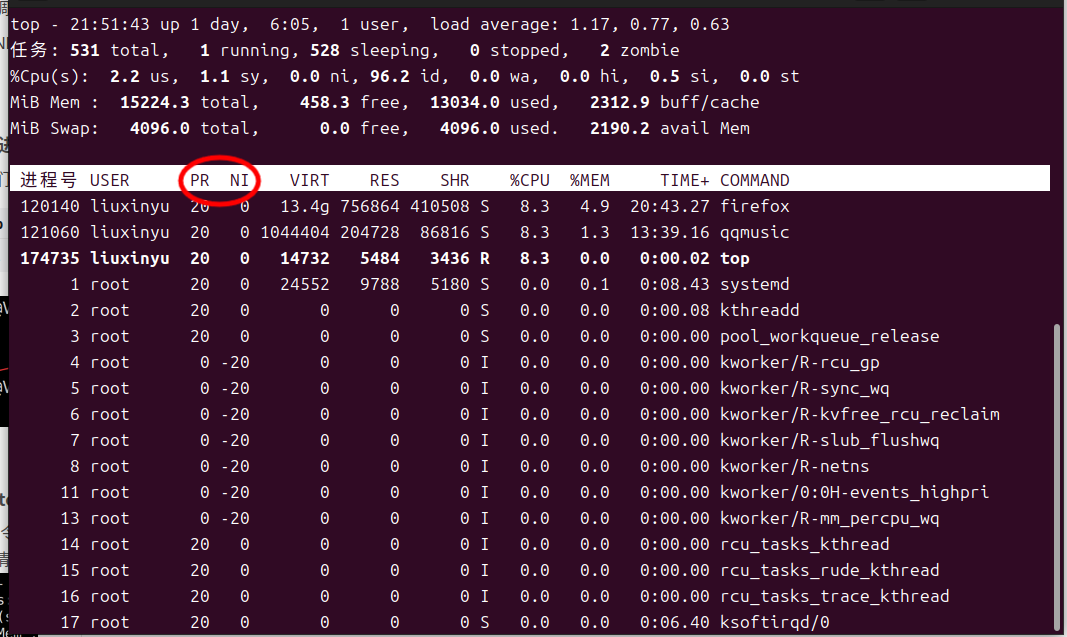 top - 21:51:43 up 1 day,  6:05,  1 user,  load average: 1.17, 0.77, 0.63
任务: 531 total,   1 running, 528 sleeping,   0 stopped,   2 zombie
%Cpu(s):  2.2 us,  1.1 sy,  0.0 ni, 96.2 id,  0.0 wa,  0.0 hi,  0.5 si,  0.0 st
MiB Mem :  15224.3 total,    458.3 free,  13034.0 used,   2312.9 buff/cache
MiB Swap:   4096.0 total,      0.0 free,   4096.0 used.   2190.2 avail Mem
进程号 USER      PR  NI    VIRT    RES    SHR    %CPU  %MEM     TIME+ COMMAND
120140 liuxinyu  20   0   13.4g 756864 410508 S   8.3   4.9  20:43.27 firefox
121060 liuxinyu  20   0 1044404 204728  86816 S   8.3   1.3  13:39.16 qqmusic
174735 liuxinyu  20   0   14732   5484   3436 R   8.3   0.0   0:00.02 top
1 root      20   0   24552   9788   5180 S   0.0   0.1   0:08.43 systemd
2 root      20   0       0      0      0 S   0.0   0.0   0:00.08 kthreadd
3 root      20   0       0      0      0 S   0.0   0.0   0:00.00 pool_workqueue_release
4 root       0 -20       0      0      0 I   0.0   0.0   0:00.00 kworker/R-rcu_gp
5 root       0 -20       0      0      0 I   0.0   0.0   0:00.00 kworker/R-sync_wq
6 root       0 -20       0      0      0 I   0.0   0.0   0:00.00 kworker/R-kvfree_rcu_reclaim
7 root       0 -20       0      0      0 I   0.0   0.0   0:00.00 kworker/R-slub_flushwq
8 root       0 -20       0      0      0 I   0.0   0.0   0:00.00 kworker/R-netns
11 root       0 -20       0      0      0 I   0.0   0.0   0:00.00 kworker/0:0H-events_highpri
13 root       0 -20       0      0      0 I   0.0   0.0   0:00.00 kworker/R-mm_percpu_wq
14 root      20   0       0      0      0 I   0.0   0.0   0:00.00 rcu_tasks_kthread
15 root      20   0       0      0      0 I   0.0   0.0   0:00.00 rcu_tasks_rude_kthread
16 root      20   0       0      0      0 I   0.0   0.0   0:00.00 rcu_tasks_trace_kthread
17 root      20   0       0      0      0 S   0.0   0.0   0:06.40 ksoftirqd/0